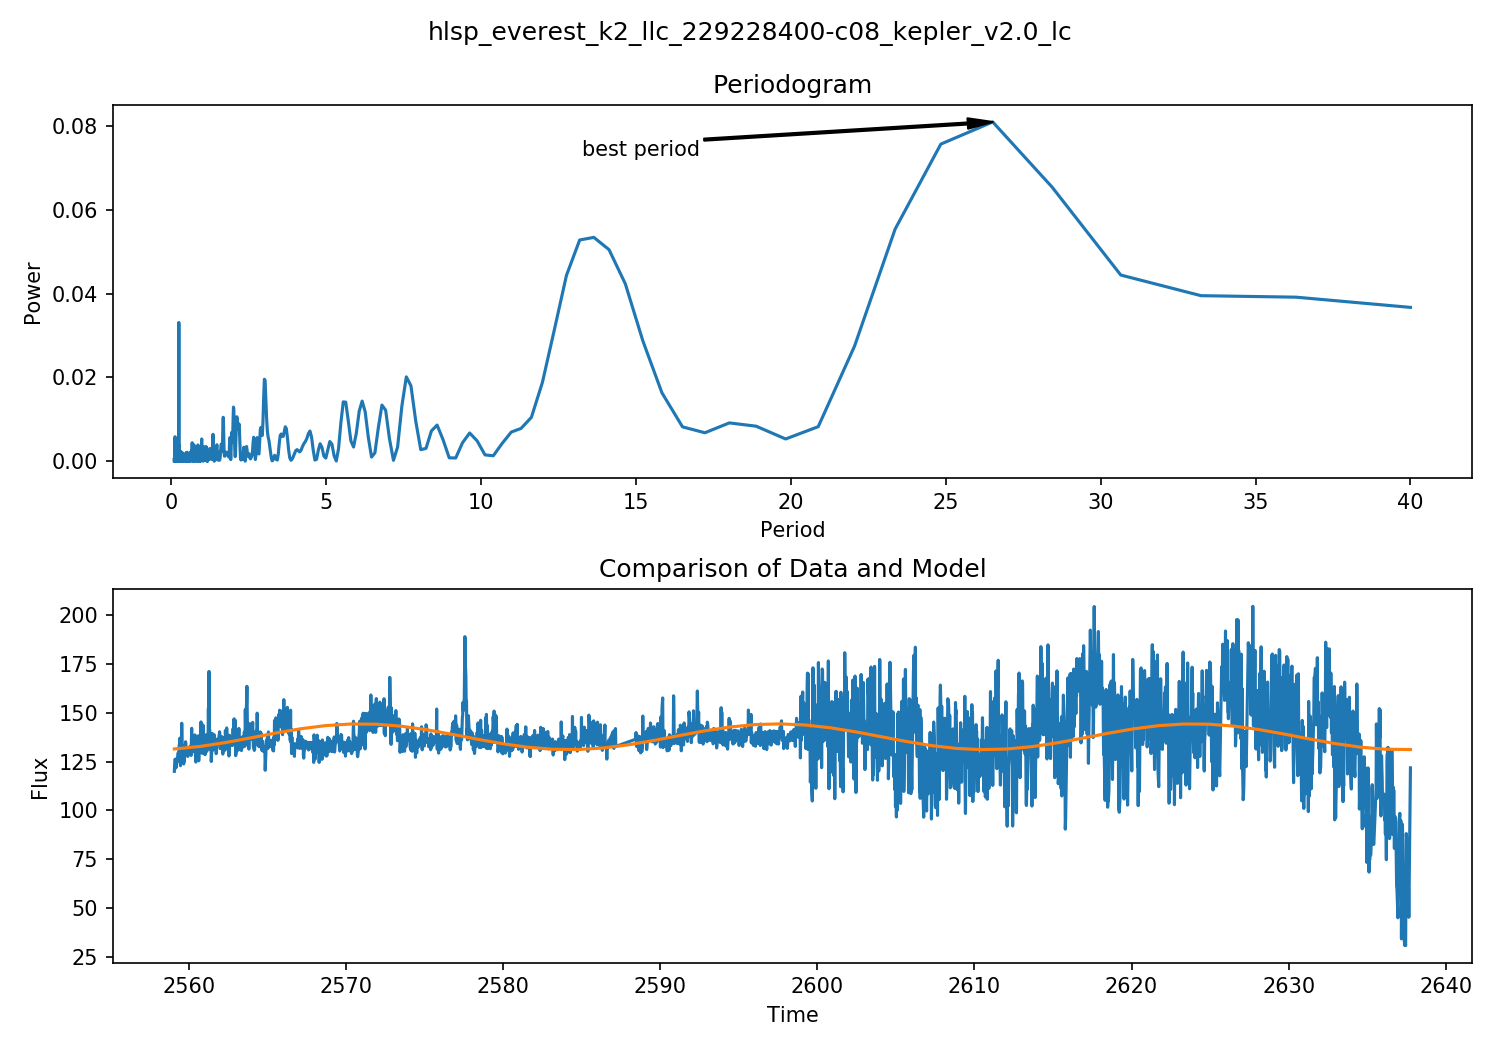 hlsp_everest_k2_llc_229228400-c08_kepler_v2.0_lc
Periodogram
0.08
0.06
0.04
0.02
0.00
Power
best period
0 5 10 15 20 25 30 35 40
Period
Comparison of Data and Model
200
175
150
125
100
75
50
25
Flux
2560 2570 2580 2590 2600 2610 2620 2630 2640
Time